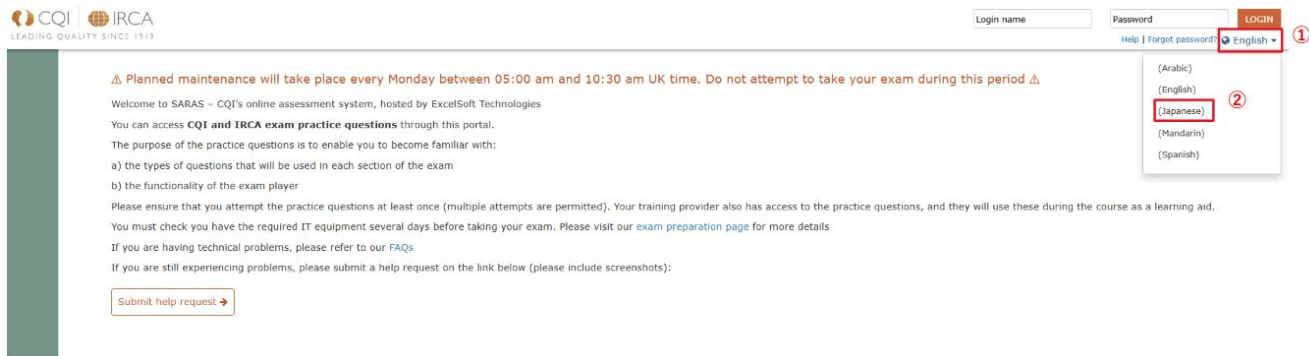 CQI IRCA
LEADING QUALITY SINCE 1919
Login name
Password
LOGIN
Help | Forgot password?
English
①
(Arabic)
(English)
(Japanese)
②
(Mandarin)
(Spanish)
⚠ Planned maintenance will take place every Monday between 05:00 am and 10:30 am UK time. Do not attempt to take your exam during this period ⚠
Welcome to SARAS – CQI's online assessment system, hosted by ExcelSoft Technologies
You can access CQI and IRCA exam practice questions through this portal.
The purpose of the practice questions is to enable you to become familiar with:
a) the types of questions that will be used in each section of the exam
b) the functionality of the exam player
Please ensure that you attempt the practice questions at least once (multiple attempts are permitted). Your training provider also has access to the practice questions, and they will use these during the course as a learning aid.
You must check you have the required IT equipment several days before taking your exam. Please visit our exam preparation page for more details
If you are having technical problems, please refer to our FAQs
If you are still experiencing problems, please submit a help request on the link below (please include screenshots):
Submit help request →